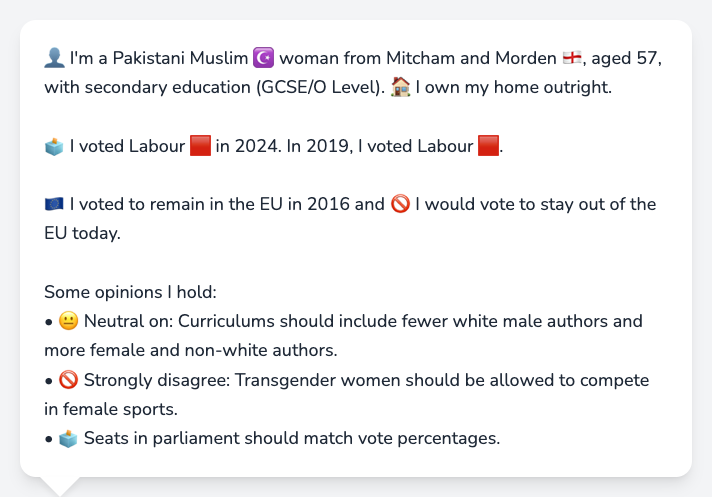 👤 I'm a Pakistani Muslim ☪️ woman from Mitcham and Morden 🏴󠁧󠁢󠁥󠁮󠁧󠁿, aged 57,
with secondary education (GCSE/O Level). 🏠 I own my home outright.
🗳️ I voted Labour 🟥 in 2024. In 2019, I voted Labour 🟥.
🇪🇺 I voted to remain in the EU in 2016 and 🚫 I would vote to stay out of the
EU today.
Some opinions I hold:
• 😐 Neutral on: Curriculums should include fewer white male authors and
more female and non-white authors.
• 🚫 Strongly disagree: Transgender women should be allowed to compete
in female sports.
• 🗳️ Seats in parliament should match vote percentages.